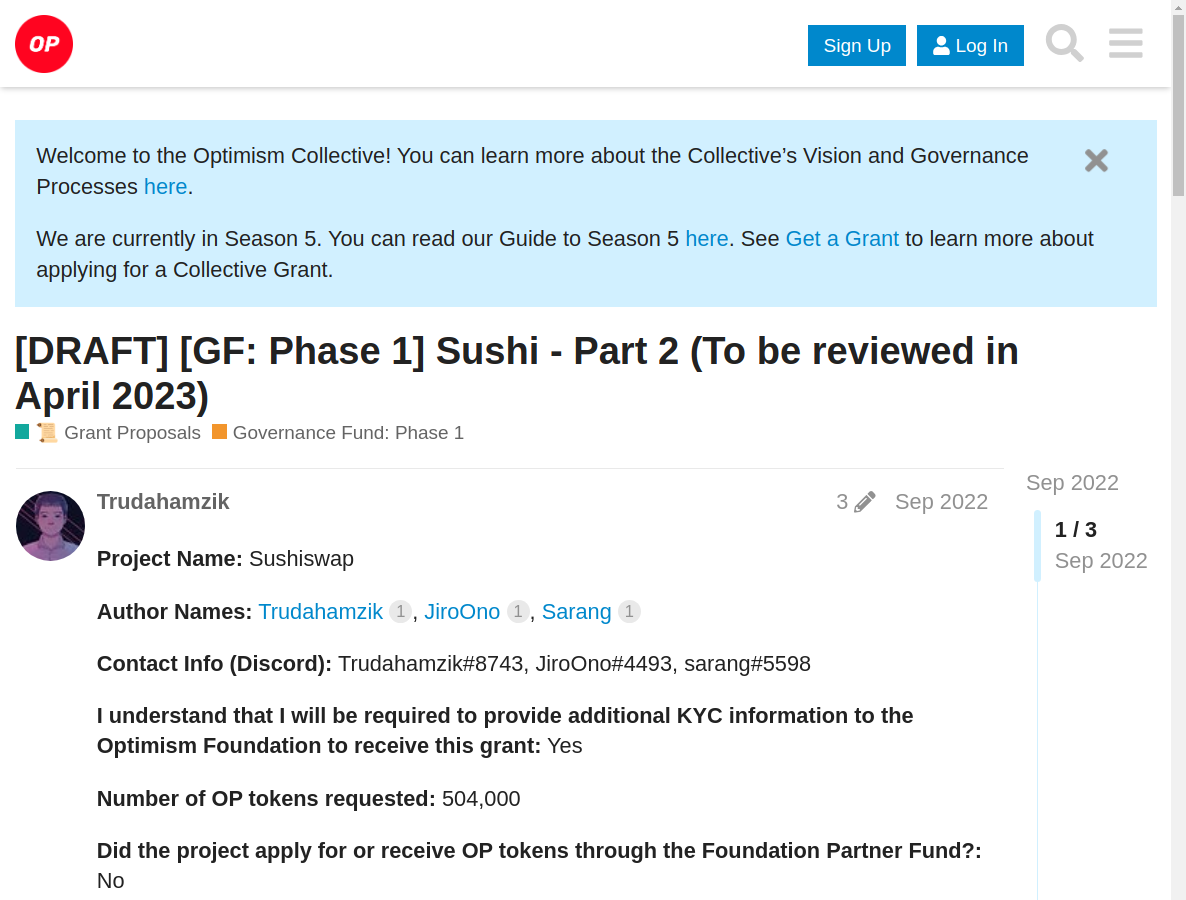 OP
Sign Up
Log In
Welcome to the Optimism Collective! You can learn more about the Collective’s Vision and Governance
Processes here.
We are currently in Season 5. You can read our Guide to Season 5 here. See Get a Grant to learn more about
applying for a Collective Grant.
[DRAFT] [GF: Phase 1] Sushi - Part 2 (To be reviewed in
April 2023)
📜 Grant Proposals Governance Fund: Phase 1
Trudahamzik 3 Sep 2022
Sep 2022
1 / 3
Sep 2022
Project Name: Sushiswap
Author Names: Trudahamzik 1 , JiroOno 1 , Sarang 1
Contact Info (Discord): Trudahamzik#8743, JiroOno#4493, sarang#5598
I understand that I will be required to provide additional KYC information to the
Optimism Foundation to receive this grant: Yes
Number of OP tokens requested: 504,000
Did the project apply for or receive OP tokens through the Foundation Partner Fund?:
No